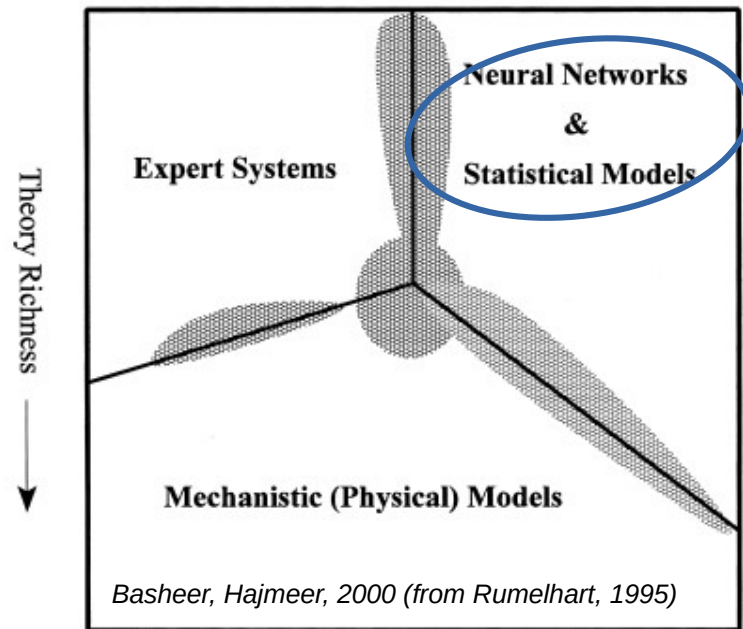 Neural Networks
&
Statistical Models
Expert Systems
Theory Richness
Mechanistic (Physical) Models
Basheer, Hajmeer, 2000 (from Rumelhart, 1995)